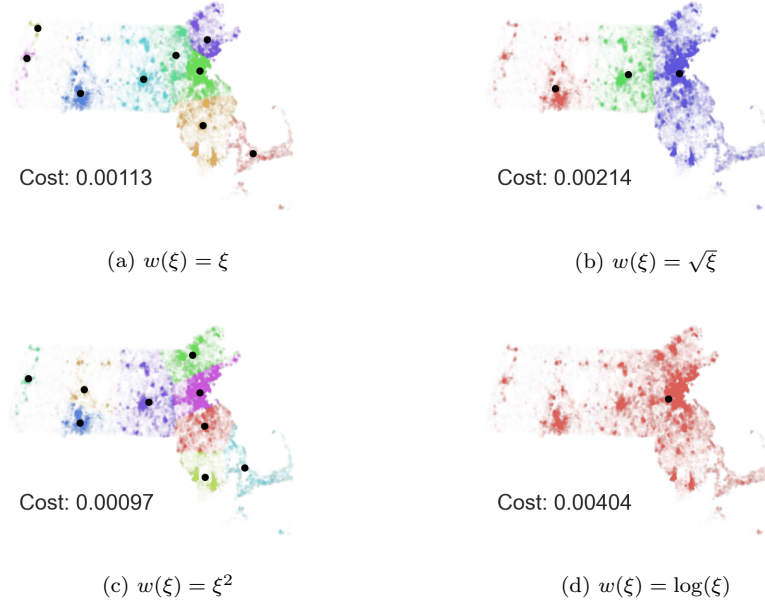 Cost: 0.00113
Cost: 0.00214
(a) w(ξ) = ξ
(b) w(ξ) = √ξ
Cost: 0.00097
Cost: 0.00404
(c) w(ξ) = ξ²
(d) w(ξ) = log(ξ)